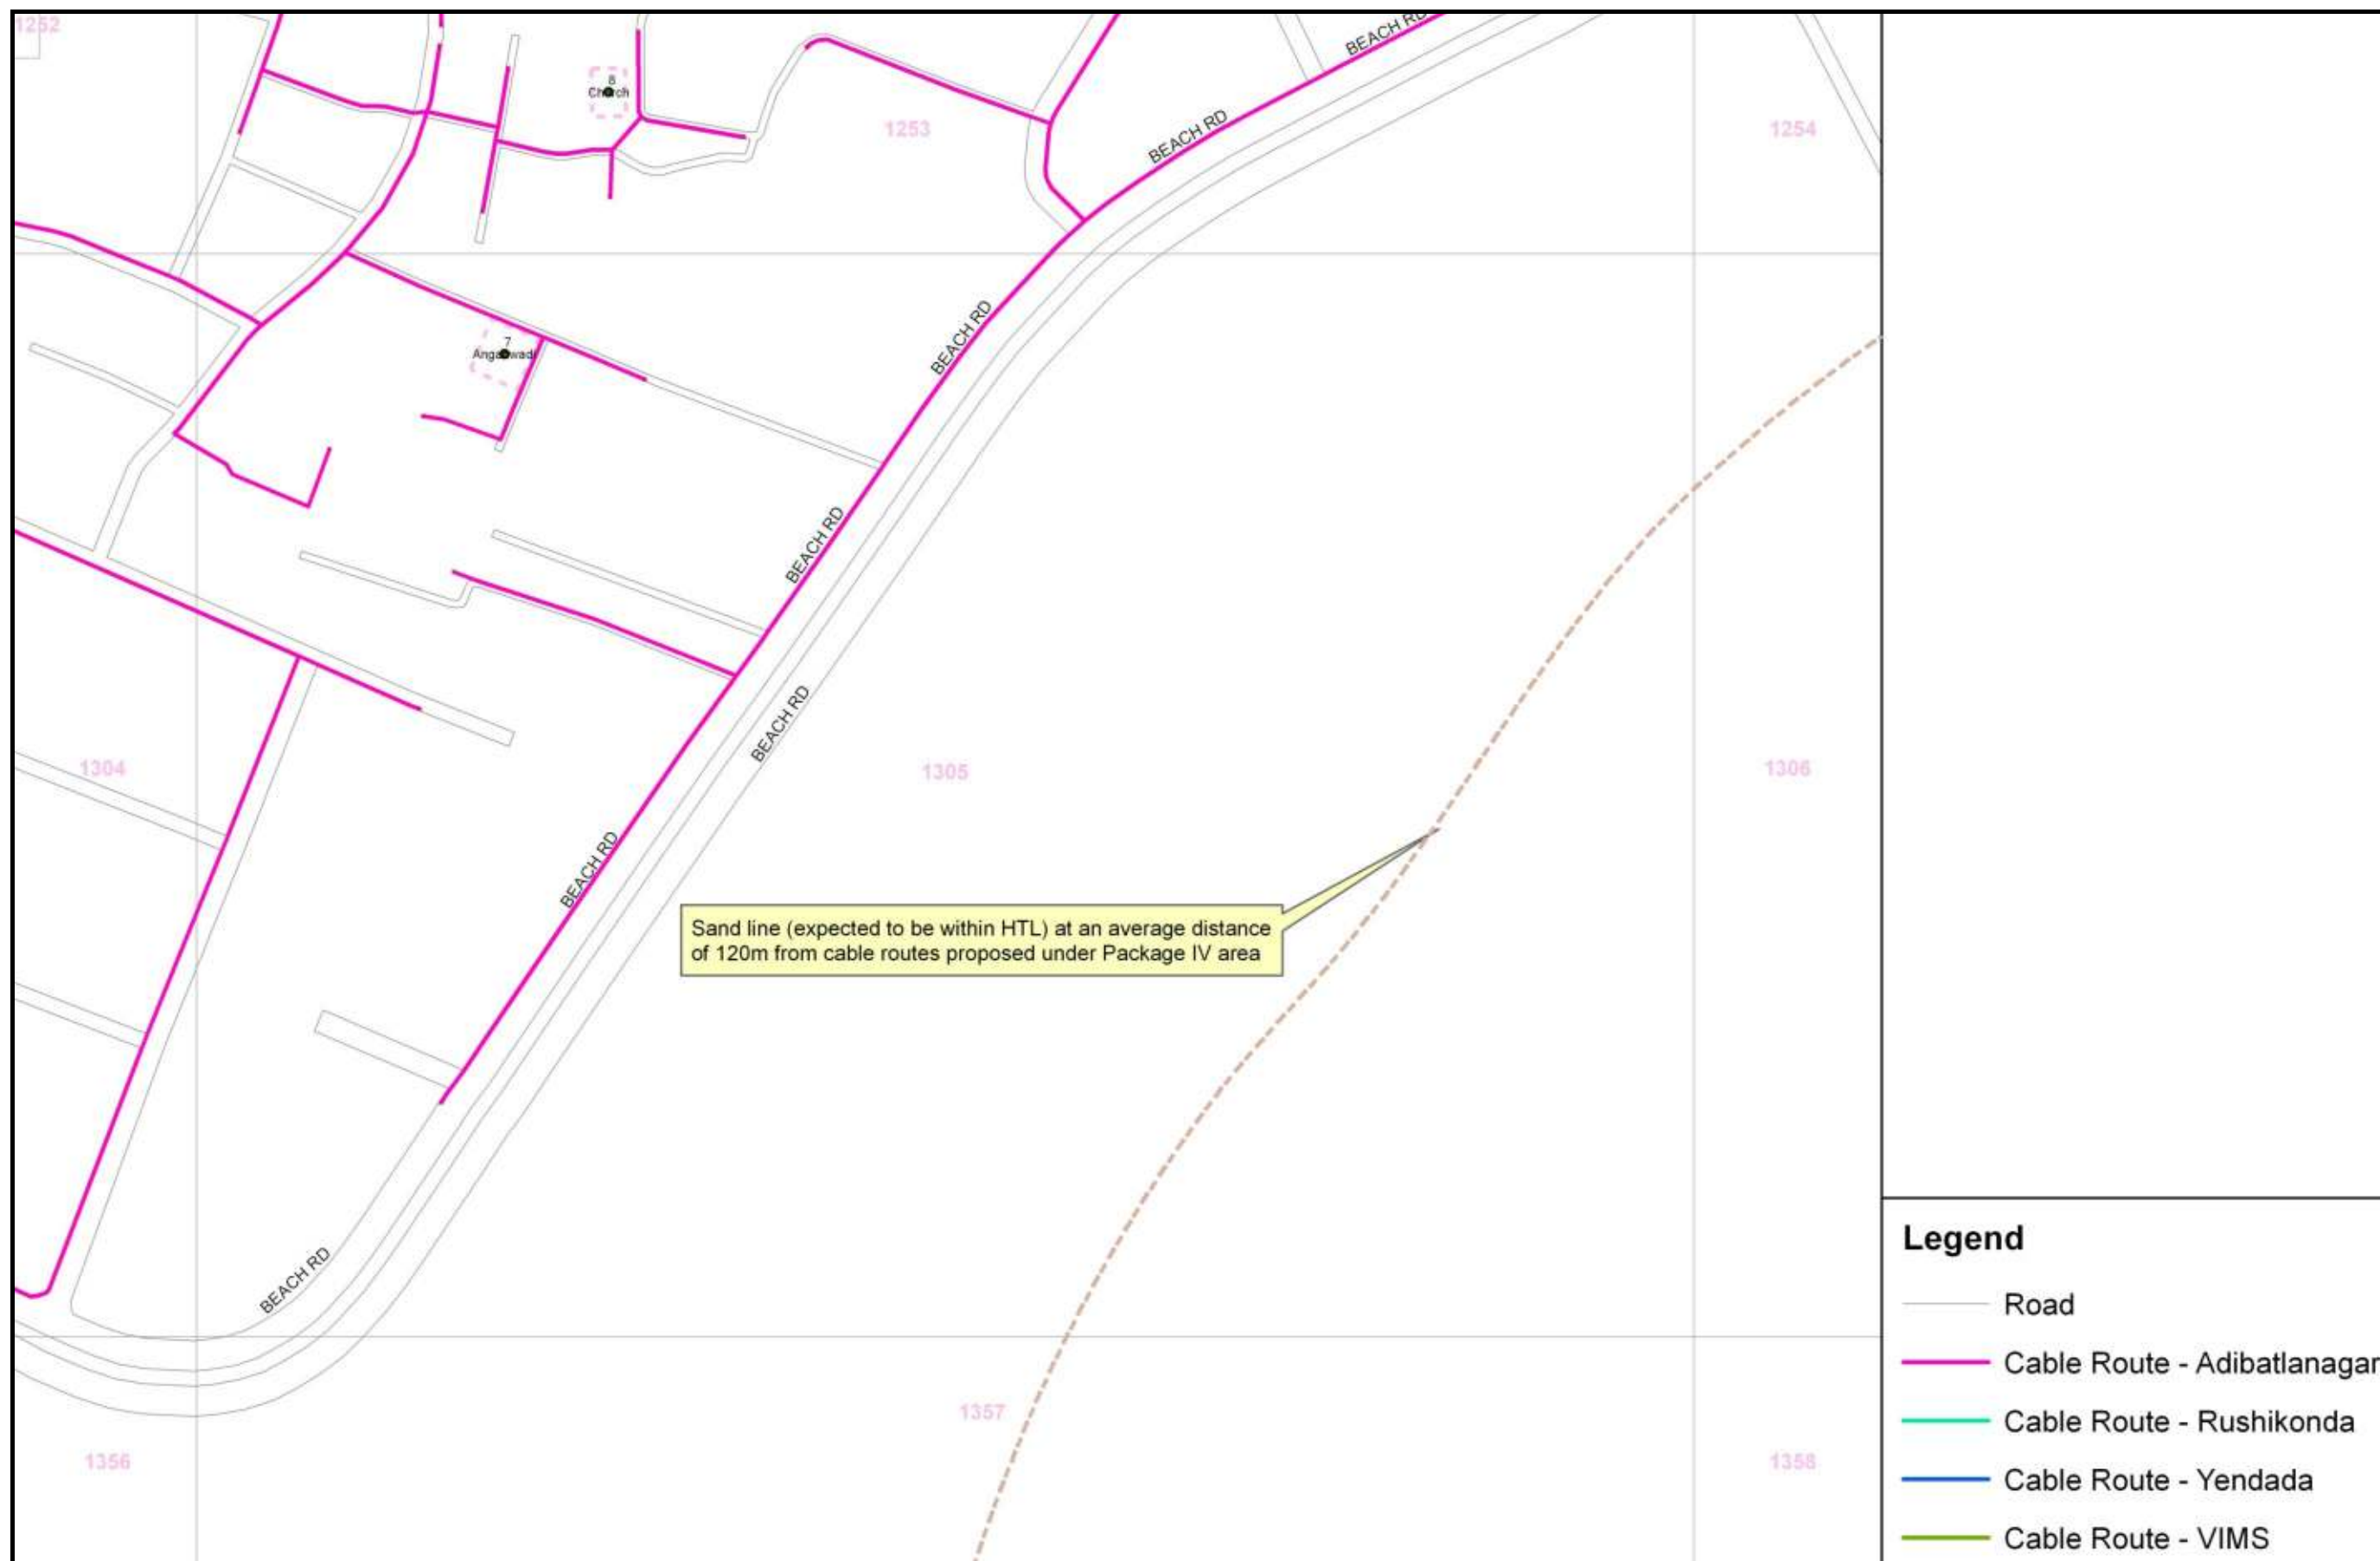 1252
BEACH RD
8
Church
1253
BEACH RD
1254
BEACH RD
7
Anganwadi
BEACH RD
BEACH RD
1304
1305
1306
BEACH RD
Sand line (expected to be within HTL) at an average distance
of 120m from cable routes proposed under Package IV area
Legend
BEACH RD
Road
Cable Route - Adibatlanagar
1357
Cable Route - Rushikonda
1356
1358
Cable Route - Yendada
Cable Route - VIMS